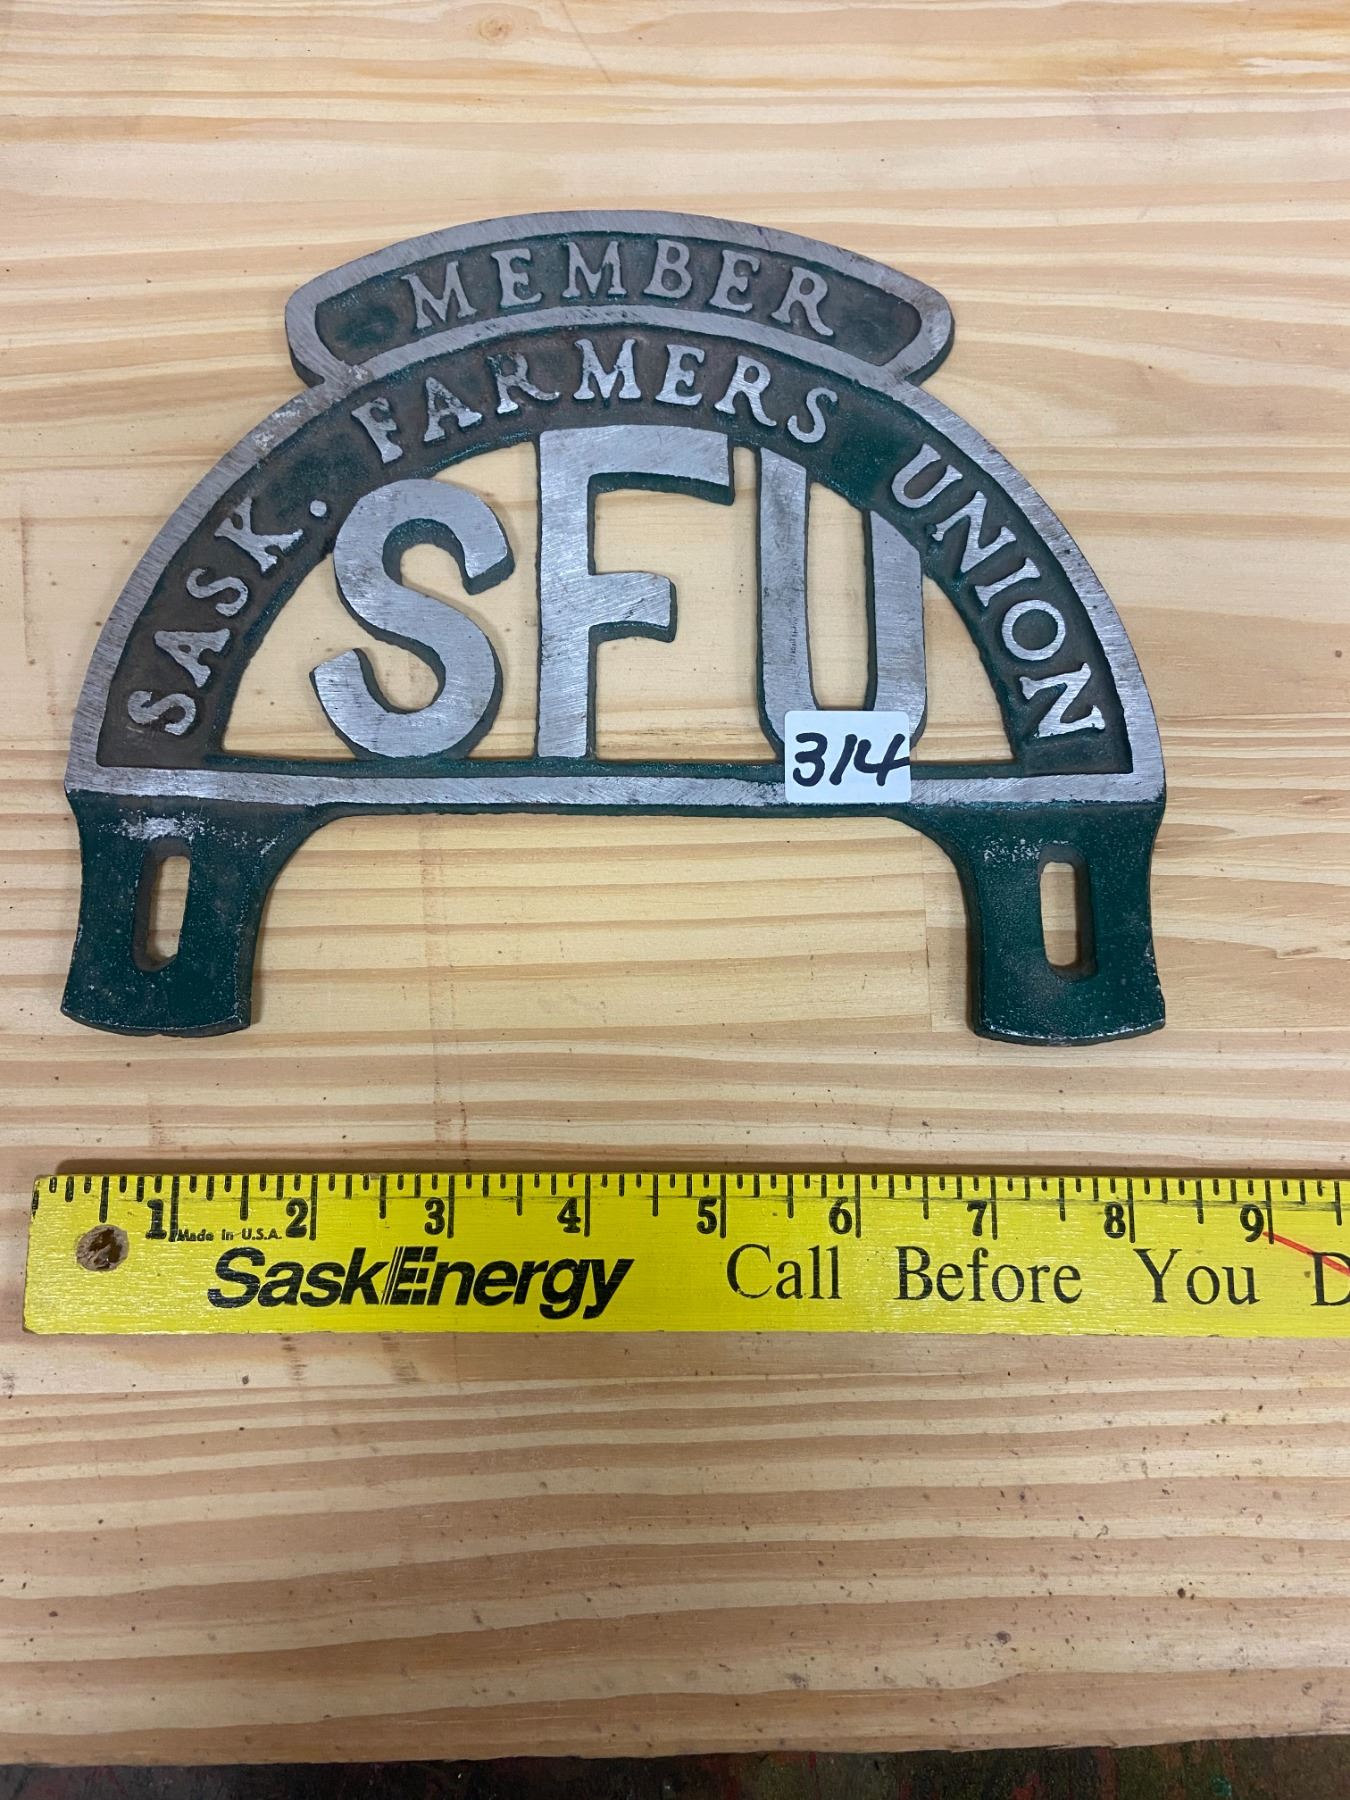 MEMBER
SASK. FARMERS UNION
SFU
314
1 2 3 4 5 6 7 8 9
Made in U.S.A.
SaskEnergy Call Before You D